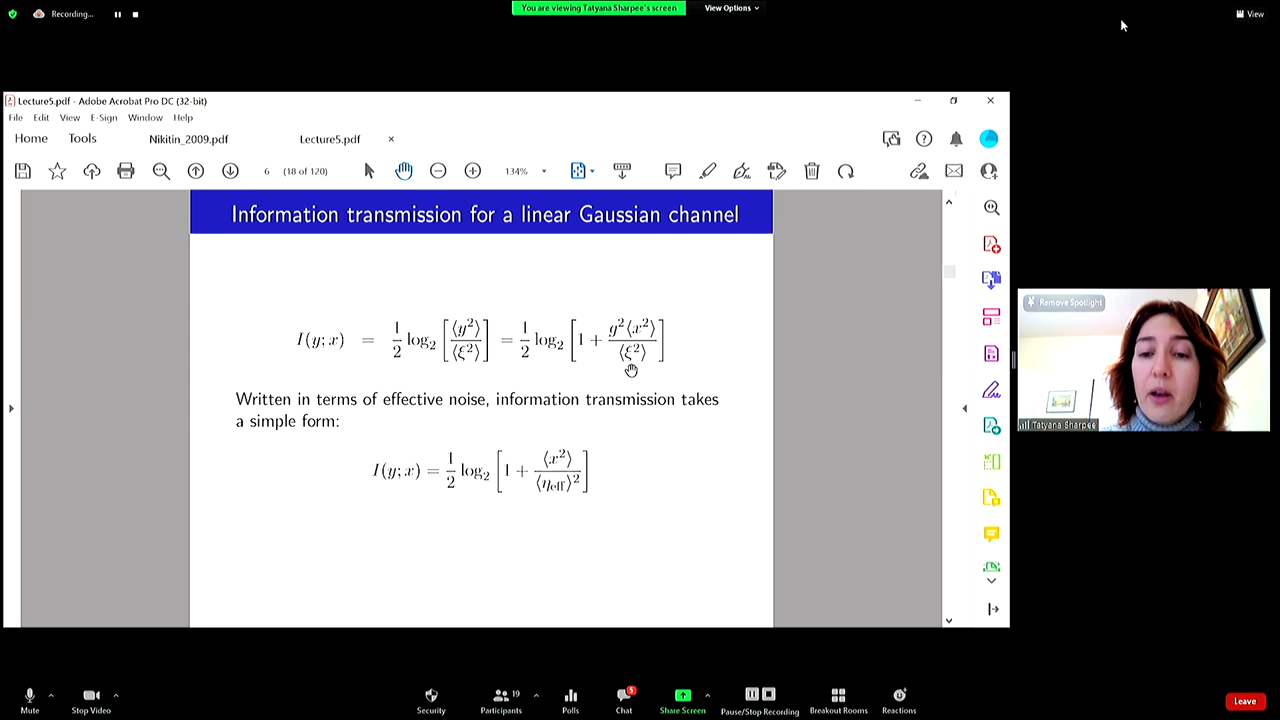 Recording...
You are viewing Tatyana Sharpee's screen
View Options
View
Lecture5.pdf - Adobe Acrobat Pro DC (32-bit)
File Edit View E-Sign Window Help
Home Tools Nikitin_2009.pdf Lecture5.pdf ×
6 (18 of 120) 134%
Information transmission for a linear Gaussian channel
I(y; x) = 1/2 log₂ [⟨y²⟩/⟨ξ²⟩] = 1/2 log₂ [1 + g²⟨x²⟩/⟨ξ²⟩]
Written in terms of effective noise, information transmission takes
a simple form:
I(y; x) = 1/2 log₂ [1 + ⟨x²⟩/⟨η_eff⟩²]
Remove Spotlight
Tatyana Sharpee
Mute
Stop Video
Security
Participants 19
Polls
Chat 5
Share Screen
Pause/Stop Recording
Breakout Rooms
Reactions
Leave